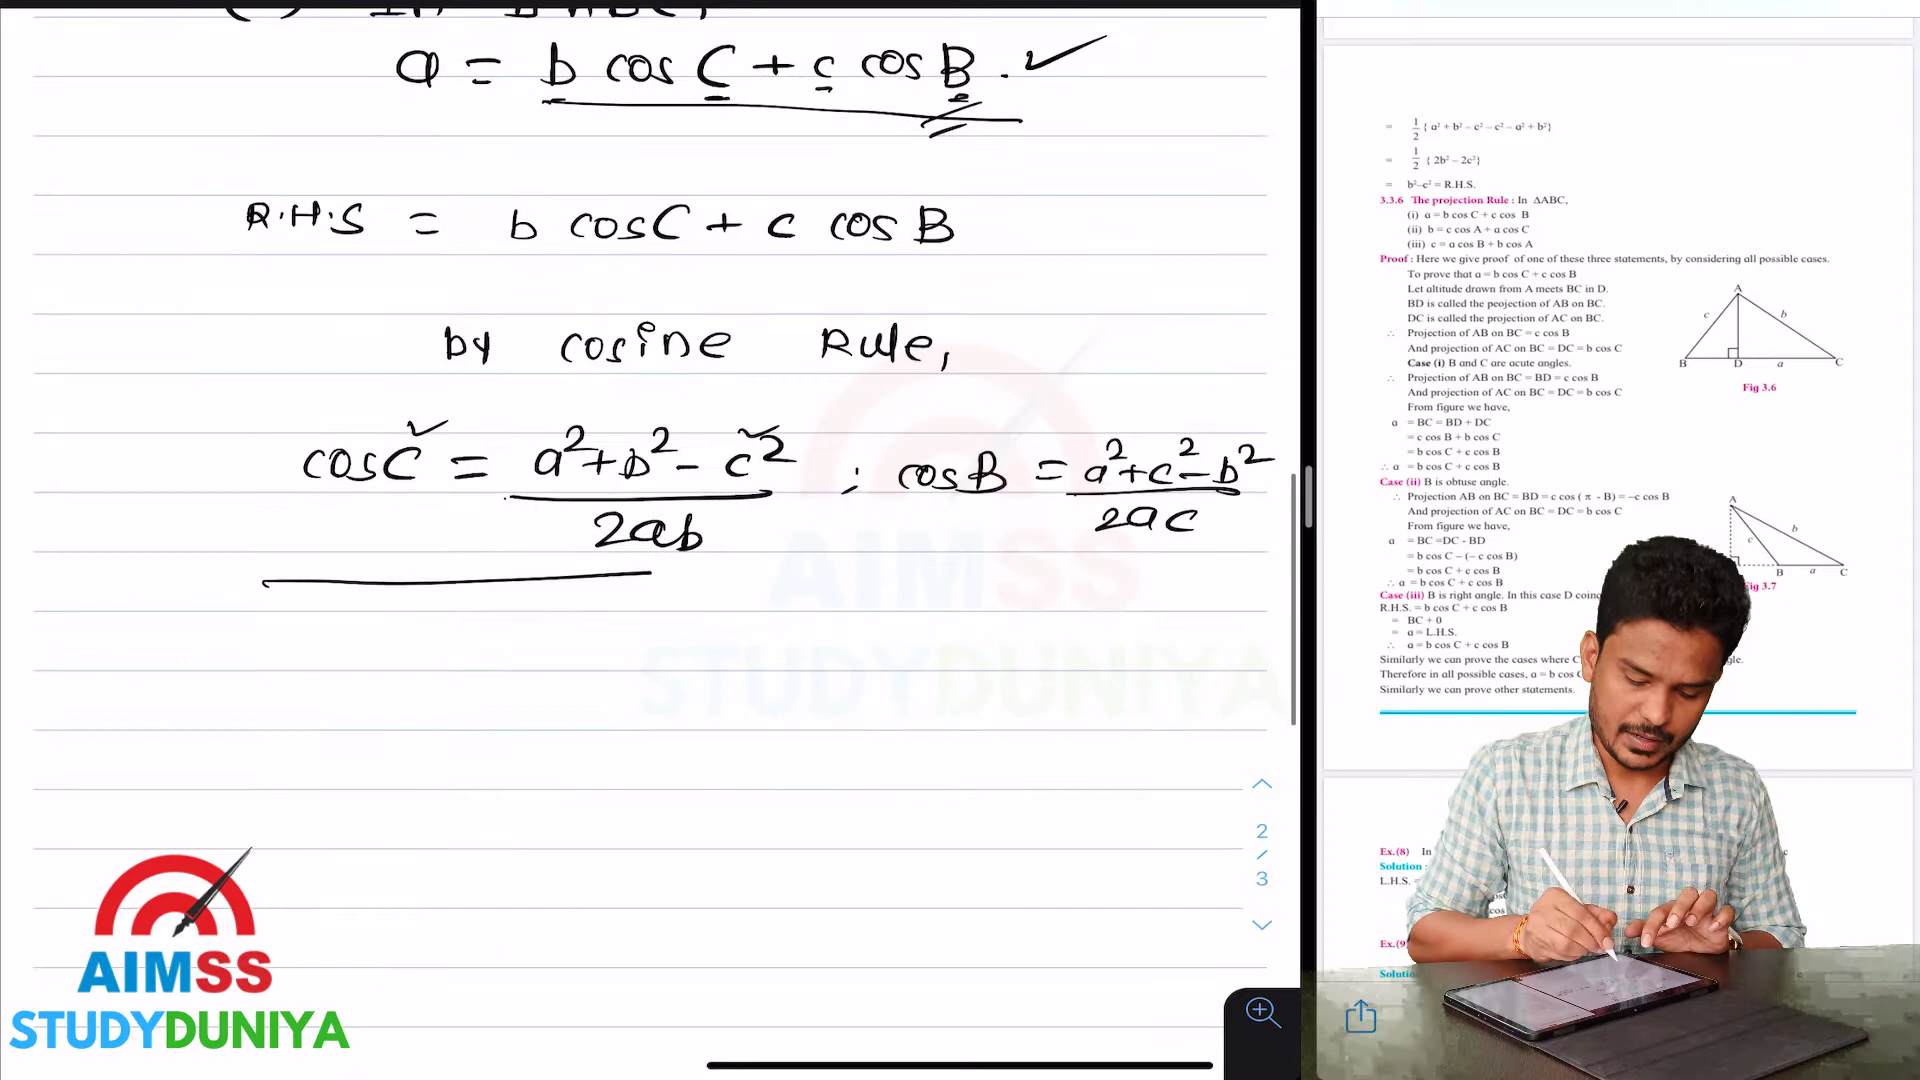 a = b cos C + c cos B.
R.H.S = b cos C + c cos B
by cosine Rule,
cos C = a²+b²-c² / 2ab ; cos B = a²+c²-b² / 2ac
AIMSS
STUDYDUNIYA
2
3
AIMSS
STUDYDUNIYA
= 1/2 { a² + b² – c² – c² – a² + b²}
= 1/2 { 2b² – 2c²}
= b²–c² = R.H.S.
3.3.6 The projection Rule : In ΔABC,
(i) a = b cos C + c cos B
(ii) b = c cos A + a cos C
(iii) c = a cos B + b cos A
Proof : Here we give proof of one of these three statements, by considering all possible cases.
To prove that a = b cos C + c cos B
Let altitude drawn from A meets BC in D.
BD is called the peojection of AB on BC.
DC is called the projection of AC on BC.
∴ Projection of AB on BC = c cos B
And projection of AC on BC = DC = b cos C
Case (i) B and C are acute angles.
∴ Projection of AB on BC = BD = c cos B
And projection of AC on BC = DC = b cos C
From figure we have,
a = BC = BD + DC
= c cos B + b cos C
= b cos C + c cos B
∴ a = b cos C + c cos B
A
c
b
B
D
a
C
Fig 3.6
Case (ii) B is obtuse angle.
∴ Projection AB on BC = BD = c cos ( π - B) = –c cos B
And projection of AC on BC = DC = b cos C
From figure we have,
a = BC =DC - BD
= b cos C – (– c cos B)
= b cos C + c cos B
∴ a = b cos C + c cos B
A
b
c
B
a
C
Fig 3.7
Case (iii) B is right angle. In this case D
R.H.S. = b cos C + c cos B
= BC + 0
= a = L.H.S.
∴ a = b cos C + c cos B
Similarly we can prove the cases where C
Therefore in all possible cases, a = b cos
Similarly we can prove other statements.
Ex.(8) In
Solution :
L.H.S. =
cos
Ex.(9)